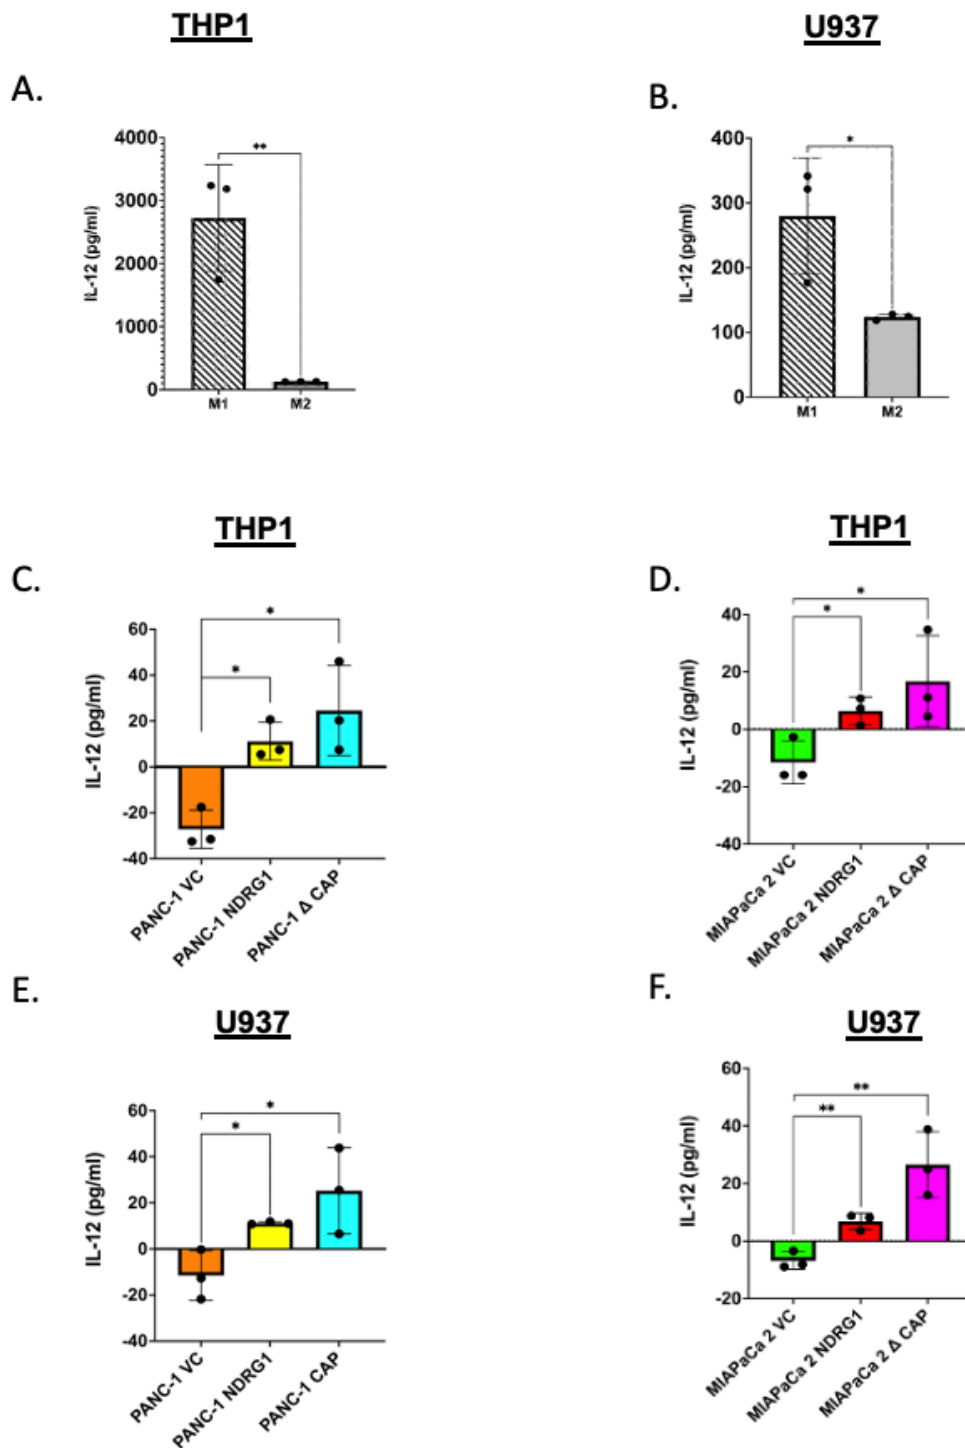 THP1
U937
A.
B.
4000
3000
2000
1000
0
IL-12 (pg/ml)
**
M1
M2
400
300
200
100
0
IL-12 (pg/ml)
*
M1
M2
THP1
THP1
C.
D.
60
40
20
0
-20
-40
IL-12 (pg/ml)
*
*
PANC-1 VC
PANC-1 NDRG1
PANC-1 Δ CAP
40
20
0
-20
-40
IL-12 (pg/ml)
*
*
MIAPaCa 2 VC
MIAPaCa 2 NDRG1
MIAPaCa 2 Δ CAP
E.
F.
U937
U937
60
40
20
0
-20
-40
IL-12 (pg/ml)
*
*
PANC-1 VC
PANC-1 NDRG1
PANC-1 CAP
60
40
20
0
-20
IL-12 (pg/ml)
**
**
MIAPaCa 2 VC
MIAPaCa 2 NDRG1
MIAPaCa 2 Δ CAP